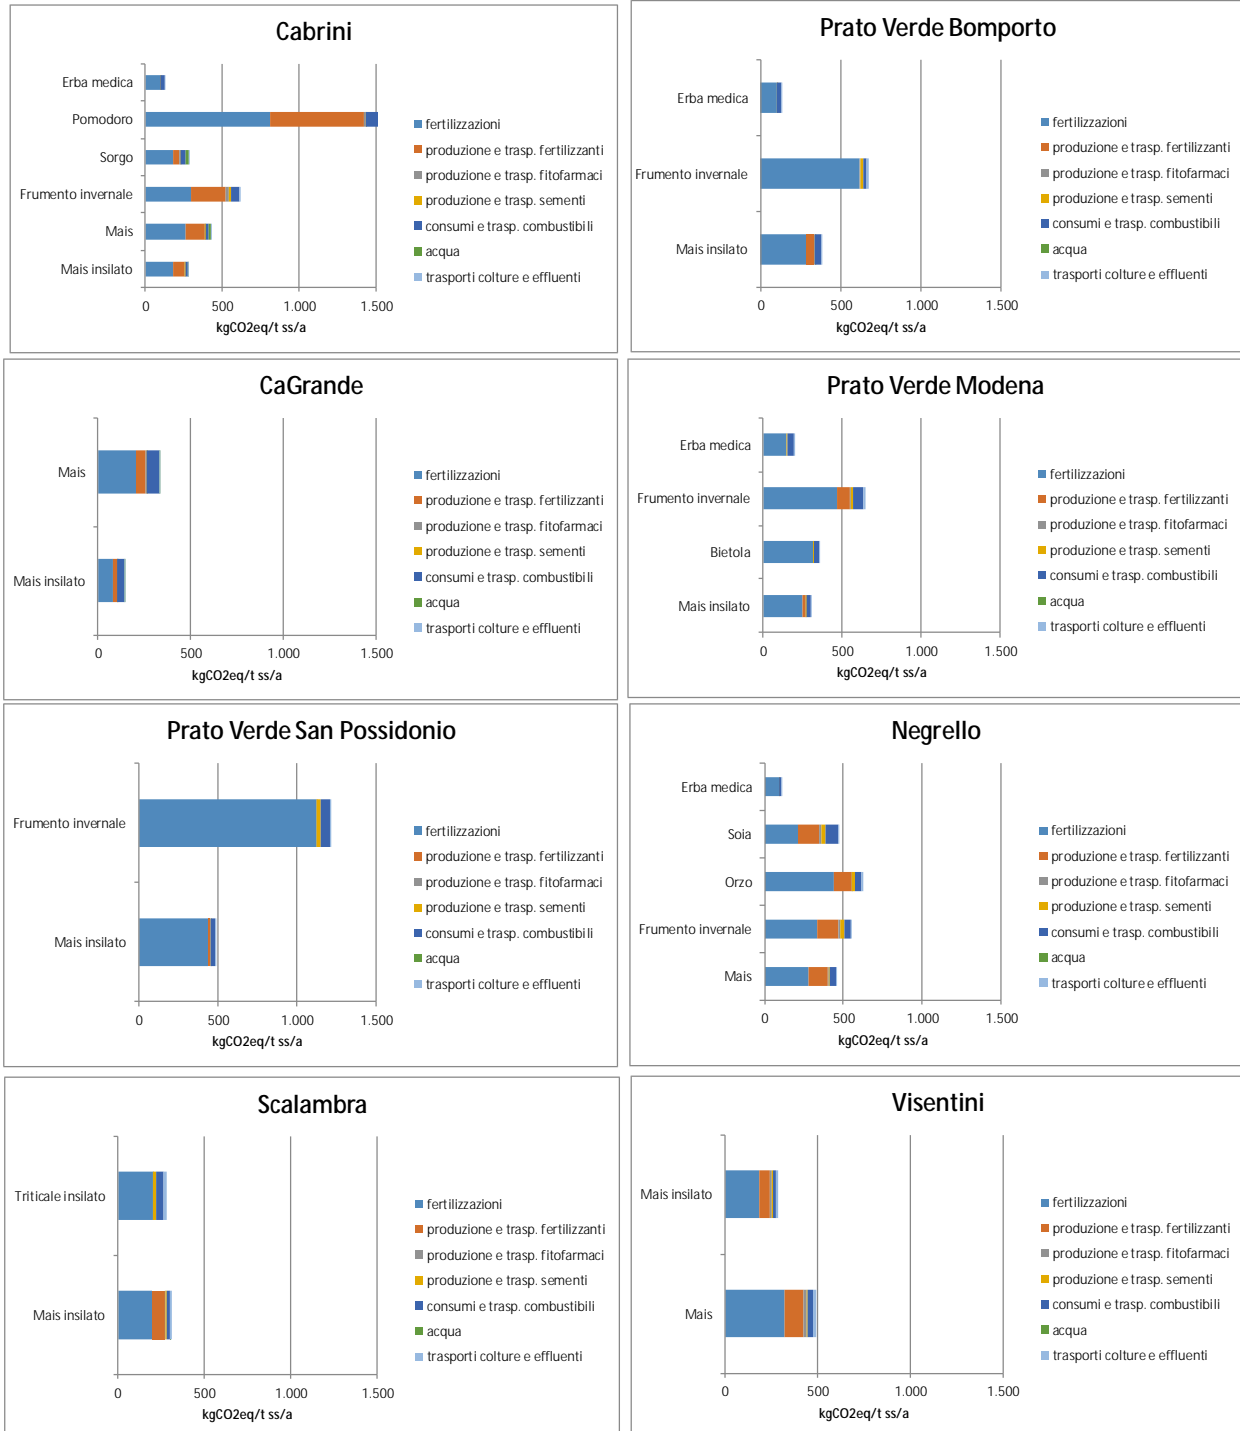 Cabrini
Erba medica
Pomodoro
Sorgo
Frumento invernale
Mais
Mais insilato
0 500 1.000 1.500
kgCO2eq/t ss/a
fertilizzazioni
produzione e trasp. fertilizzanti
produzione e trasp. fitofarmaci
produzione e trasp. sementi
consumi e trasp. combustibili
acqua
trasporti colture e effluenti
Prato Verde Bomporto
Erba medica
Frumento invernale
Mais insilato
0 500 1.000 1.500
kgCO2eq/t ss/a
fertilizzazioni
produzione e trasp. fertilizzanti
produzione e trasp. fitofarmaci
produzione e trasp. sementi
consumi e trasp. combustibili
acqua
trasporti colture e effluenti
CaGrande
Mais
Mais insilato
0 500 1.000 1.500
kgCO2eq/t ss/a
fertilizzazioni
produzione e trasp. fertilizzanti
produzione e trasp. fitofarmaci
produzione e trasp. sementi
consumi e trasp. combustibili
acqua
trasporti colture e effluenti
Prato Verde Modena
Erba medica
Frumento invernale
Bietola
Mais insilato
0 500 1.000 1.500
kgCO2eq/t ss/a
fertilizzazioni
produzione e trasp. fertilizzanti
produzione e trasp. fitofarmaci
produzione e trasp. sementi
consumi e trasp. combustibili
acqua
trasporti colture e effluenti
Prato Verde San Possidonio
Frumento invernale
Mais insilato
0 500 1.000 1.500
kgCO2eq/t ss/a
fertilizzazioni
produzione e trasp. fertilizzanti
produzione e trasp. fitofarmaci
produzione e trasp. sementi
consumi e trasp. combustibili
acqua
trasporti colture e effluenti
Negrello
Erba medica
Soia
Orzo
Frumento invernale
Mais
0 500 1.000 1.500
kgCO2eq/t ss/a
fertilizzazioni
produzione e trasp. fertilizzanti
produzione e trasp. fitofarmaci
produzione e trasp. sementi
consumi e trasp. combustibili
acqua
trasporti colture e effluenti
Scalambra
Triticale insilato
Mais insilato
0 500 1.000 1.500
kgCO2eq/t ss/a
fertilizzazioni
produzione e trasp. fertilizzanti
produzione e trasp. fitofarmaci
produzione e trasp. sementi
consumi e trasp. combustibili
acqua
trasporti colture e effluenti
Visentini
Mais insilato
Mais
0 500 1.000 1.500
kgCO2eq/t ss/a
fertilizzazioni
produzione e trasp. fertilizzanti
produzione e trasp. fitofarmaci
produzione e trasp. sementi
consumi e trasp. combustibili
acqua
trasporti colture e effluenti